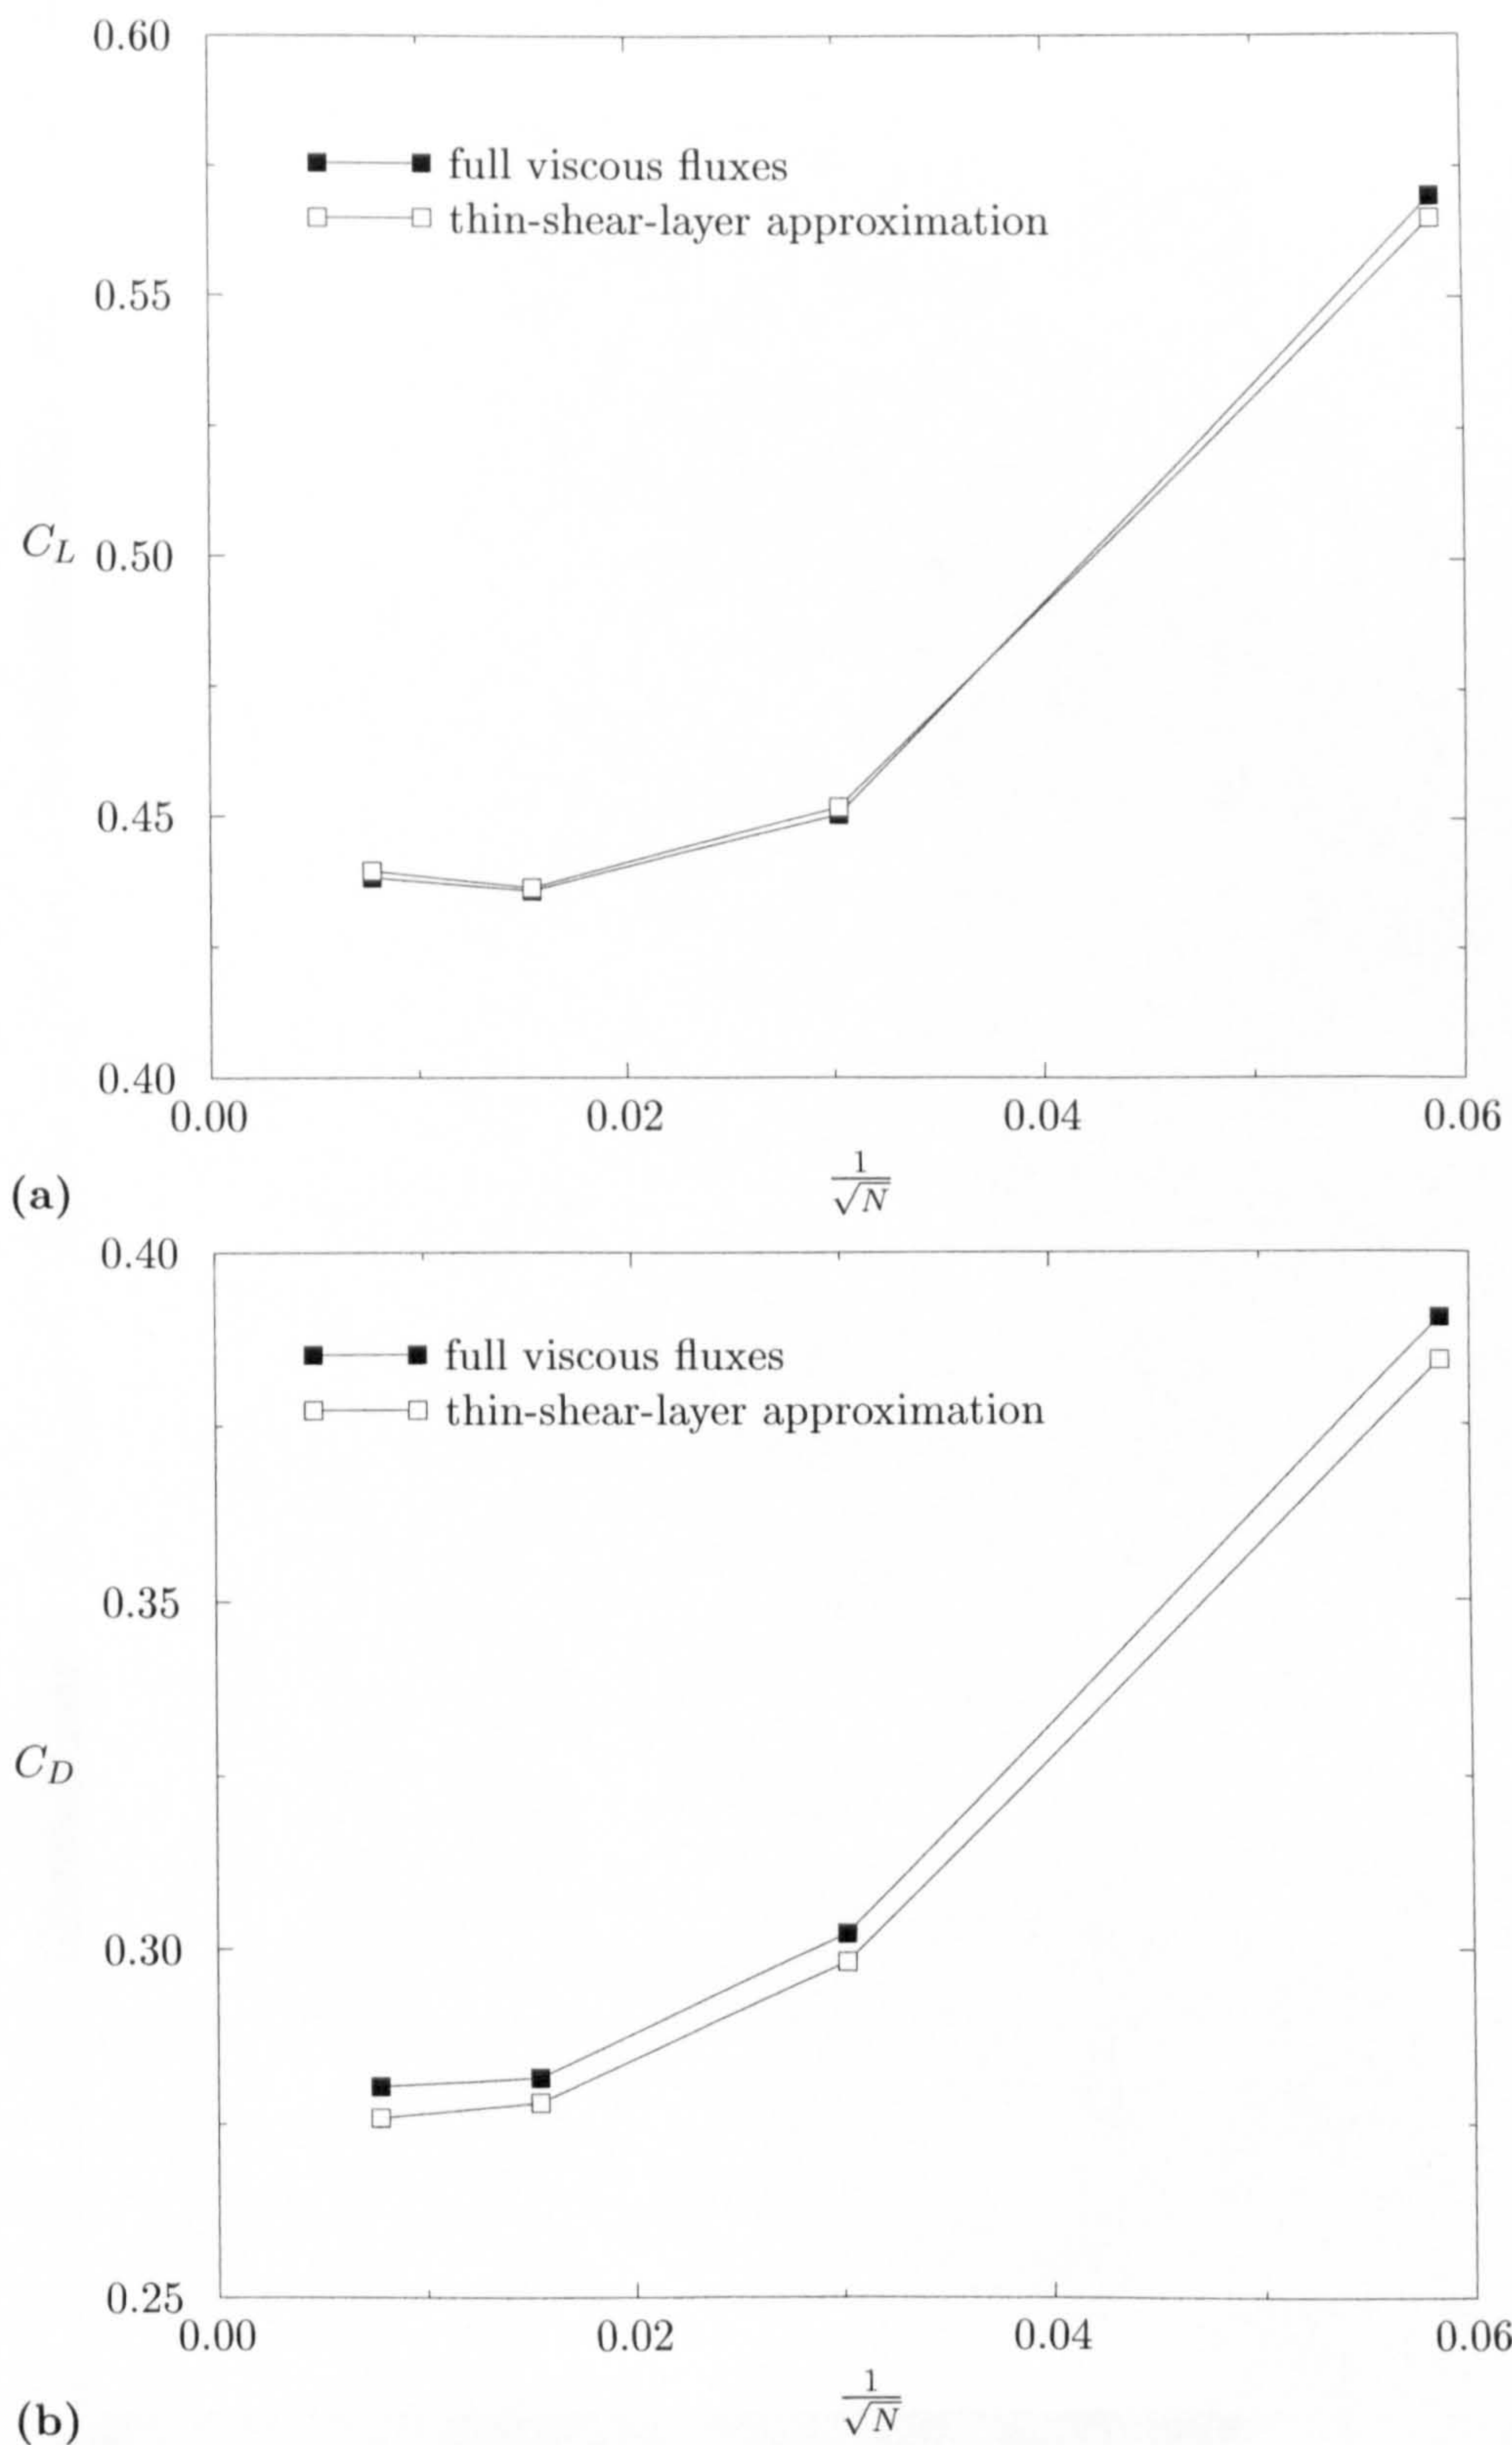 0.60
full viscous fluxes
thin-shear-layer approximation
0.55
C_L 0.50
0.45
0.40
0.00 0.02 0.04 0.06
1/√N
(a)
0.40
full viscous fluxes
thin-shear-layer approximation
0.35
C_D
0.30
0.25
0.00 0.02 0.04 0.06
1/√N
(b)